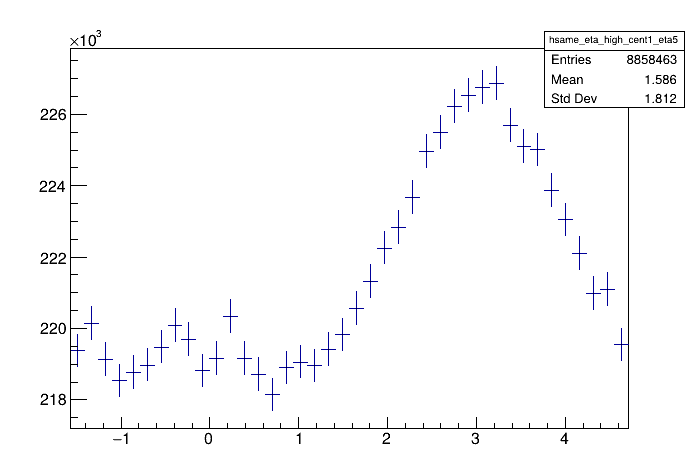 ×10³
hsame_eta_high_cent1_eta5
Entries 8858463
Mean 1.586
Std Dev 1.812
226
224
222
220
218
−1 0 1 2 3 4